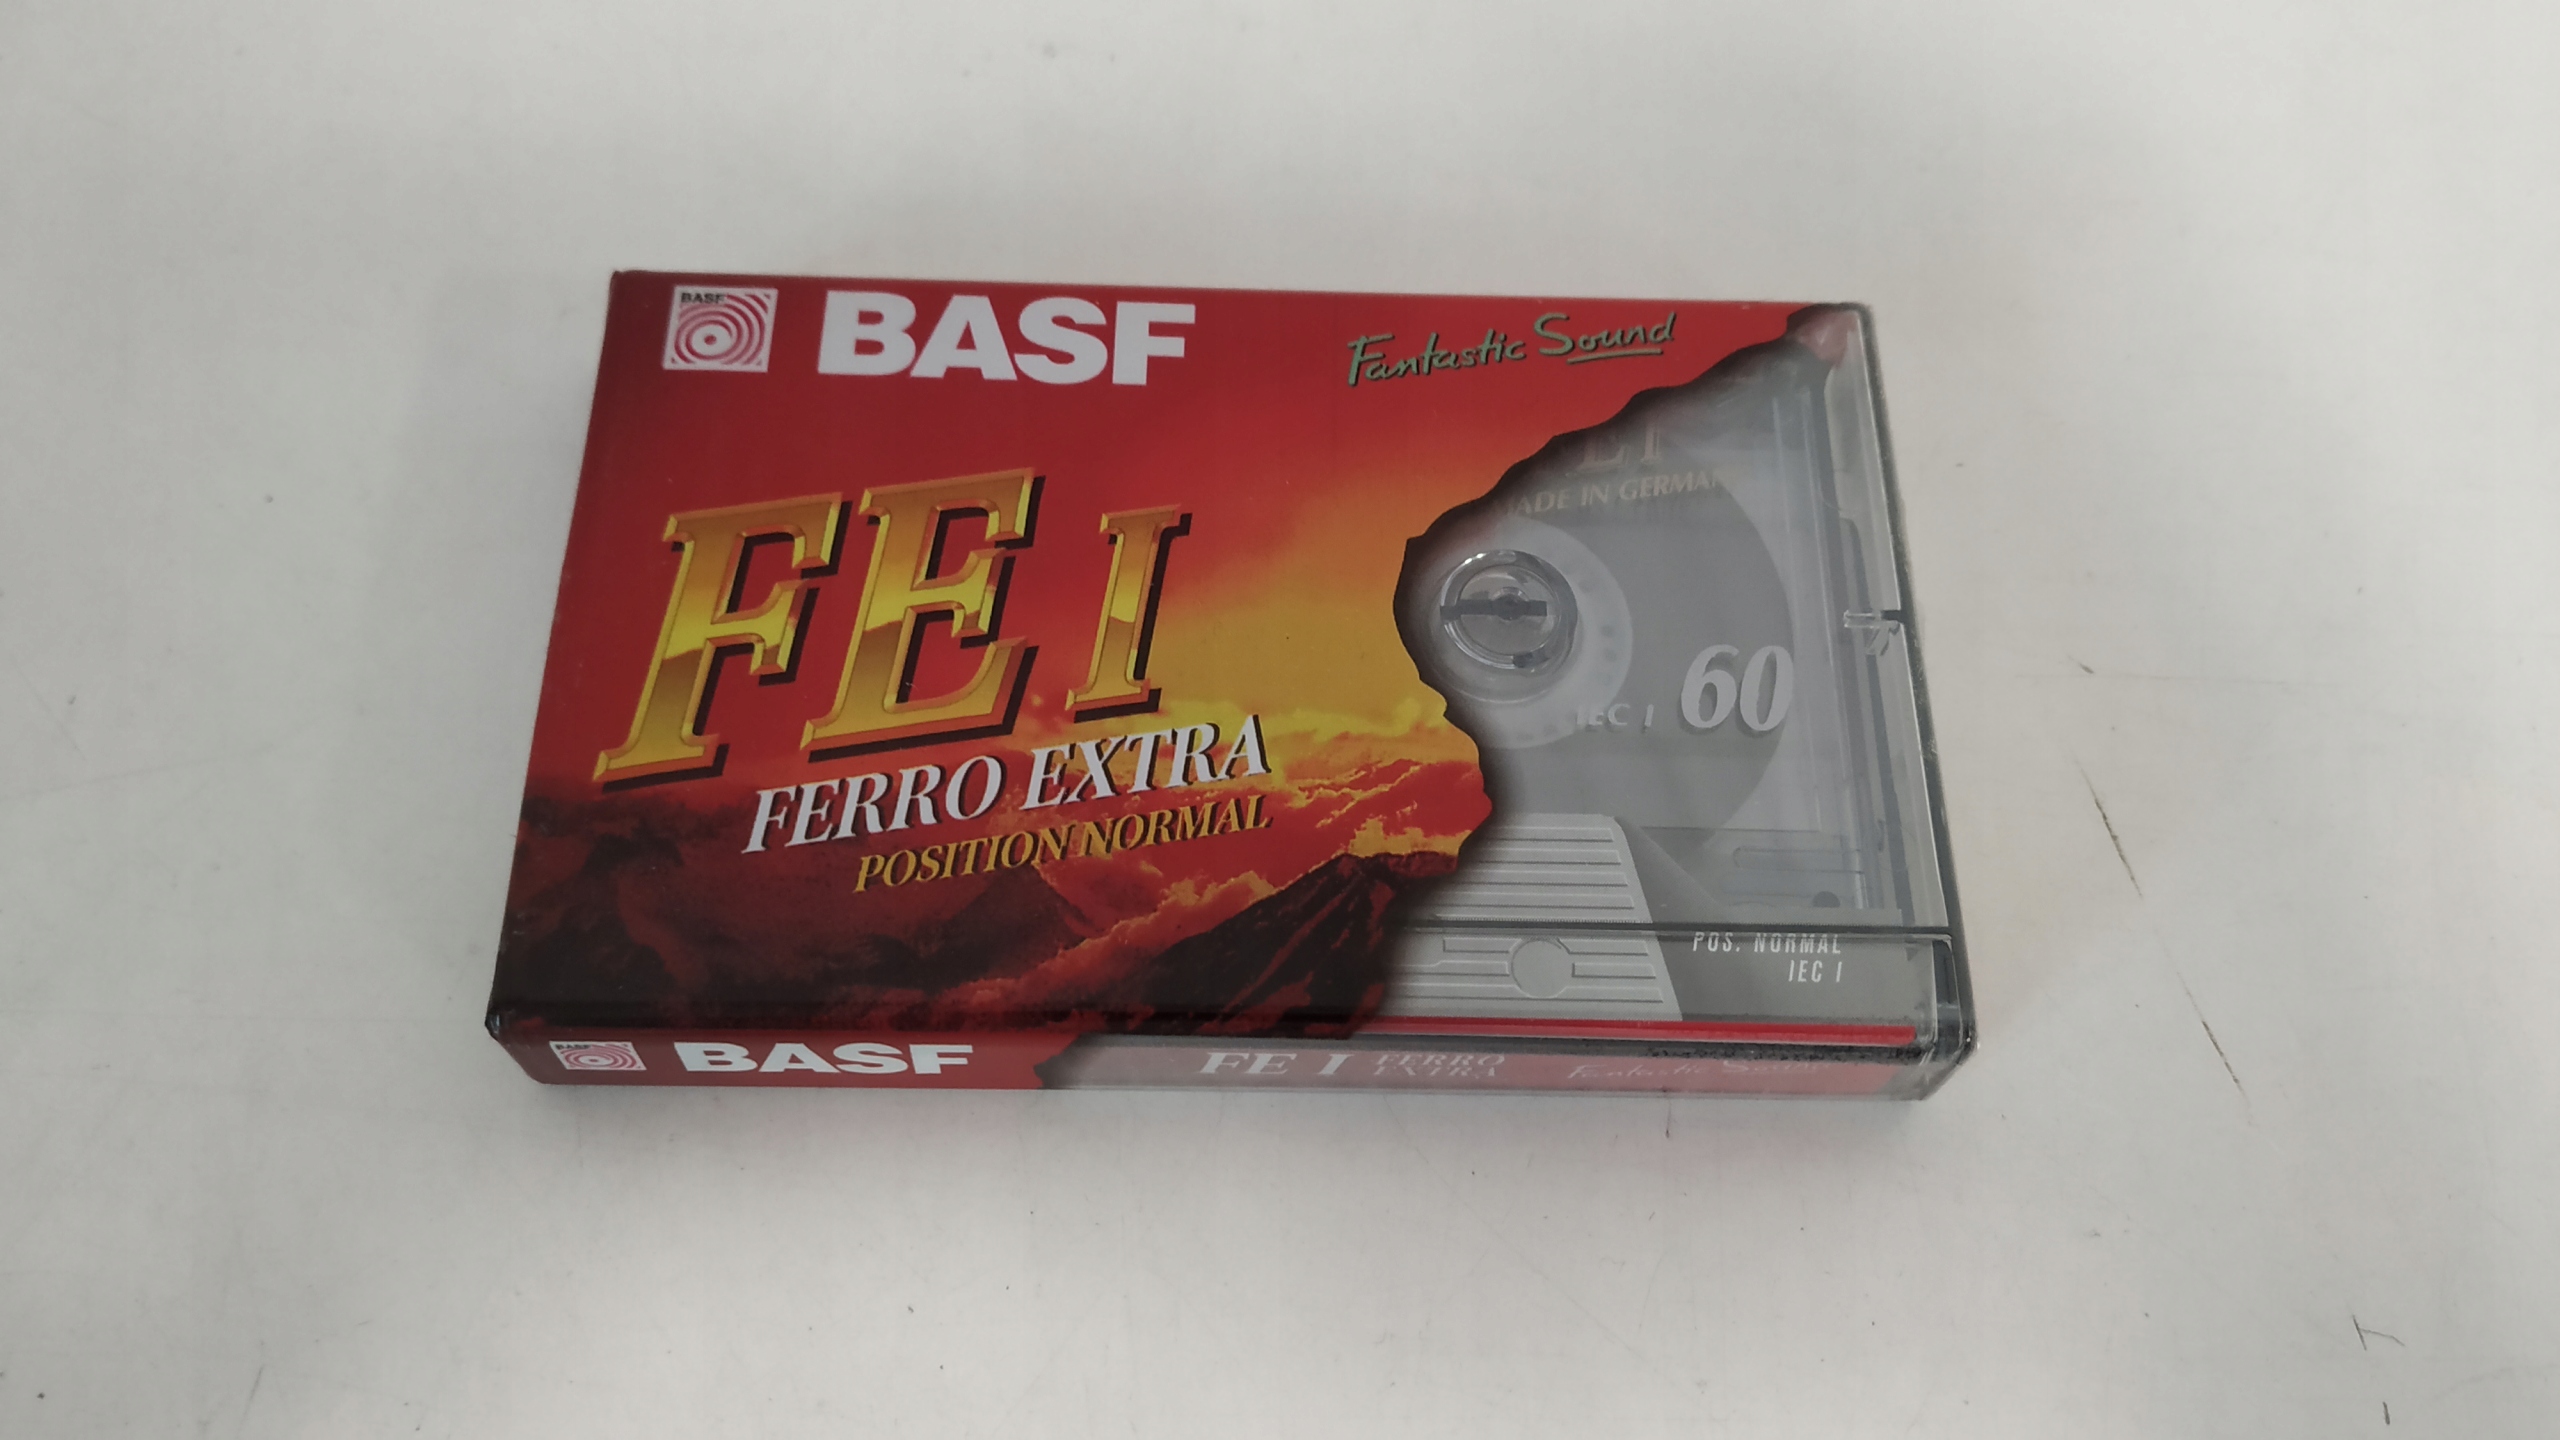 BASF
BASF
Fantastic Sound
FE I
FERRO EXTRA
POSITION NORMAL
E I
MADE IN GERMAN
IEC I 60
POS. NORMAL
IEC I
BASF
BASF
FE I
FERRO
EXTRA
Fantastic Sound